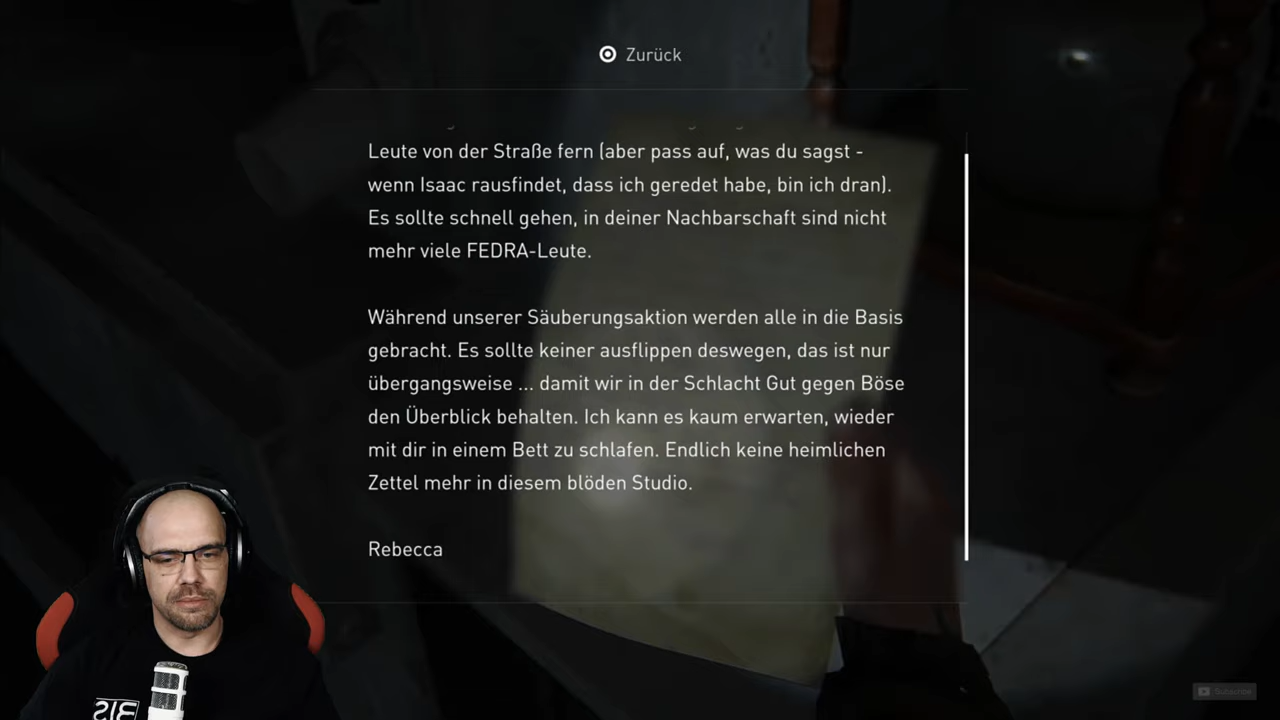 Zurück
Leute von der Straße fern (aber pass auf, was du sagst -
wenn Isaac rausfindet, dass ich geredet habe, bin ich dran).
Es sollte schnell gehen, in deiner Nachbarschaft sind nicht
mehr viele FEDRA-Leute.
Während unserer Säuberungsaktion werden alle in die Basis
gebracht. Es sollte keiner ausflippen deswegen, das ist nur
übergangsweise ... damit wir in der Schlacht Gut gegen Böse
den Überblick behalten. Ich kann es kaum erwarten, wieder
mit dir in einem Bett zu schlafen. Endlich keine heimlichen
Zettel mehr in diesem blöden Studio.
Rebecca
Subscribe